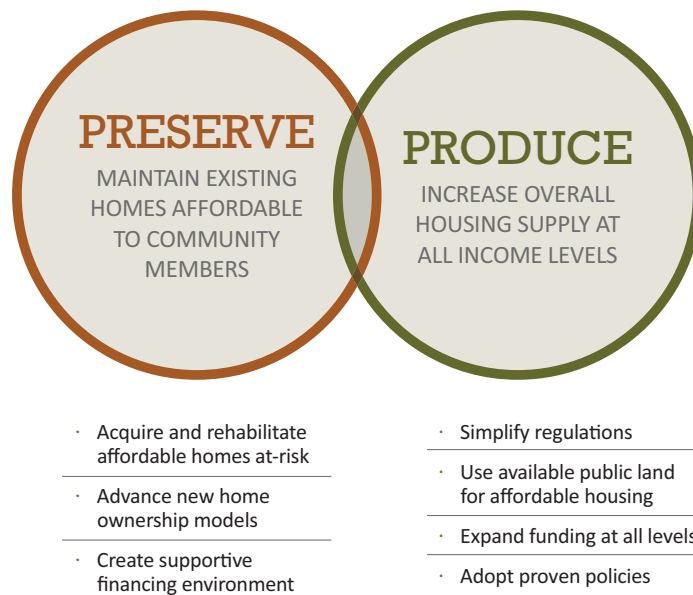 PRESERVE
MAINTAIN EXISTING
HOMES AFFORDABLE
TO COMMUNITY
MEMBERS
PRODUCE
INCREASE OVERALL
HOUSING SUPPLY AT
ALL INCOME LEVELS
· Acquire and rehabilitate
affordable homes at-risk
· Advance new home
ownership models
· Create supportive
financing environment
· Simplify regulations
· Use available public land
for affordable housing
· Expand funding at all levels
· Adopt proven policies